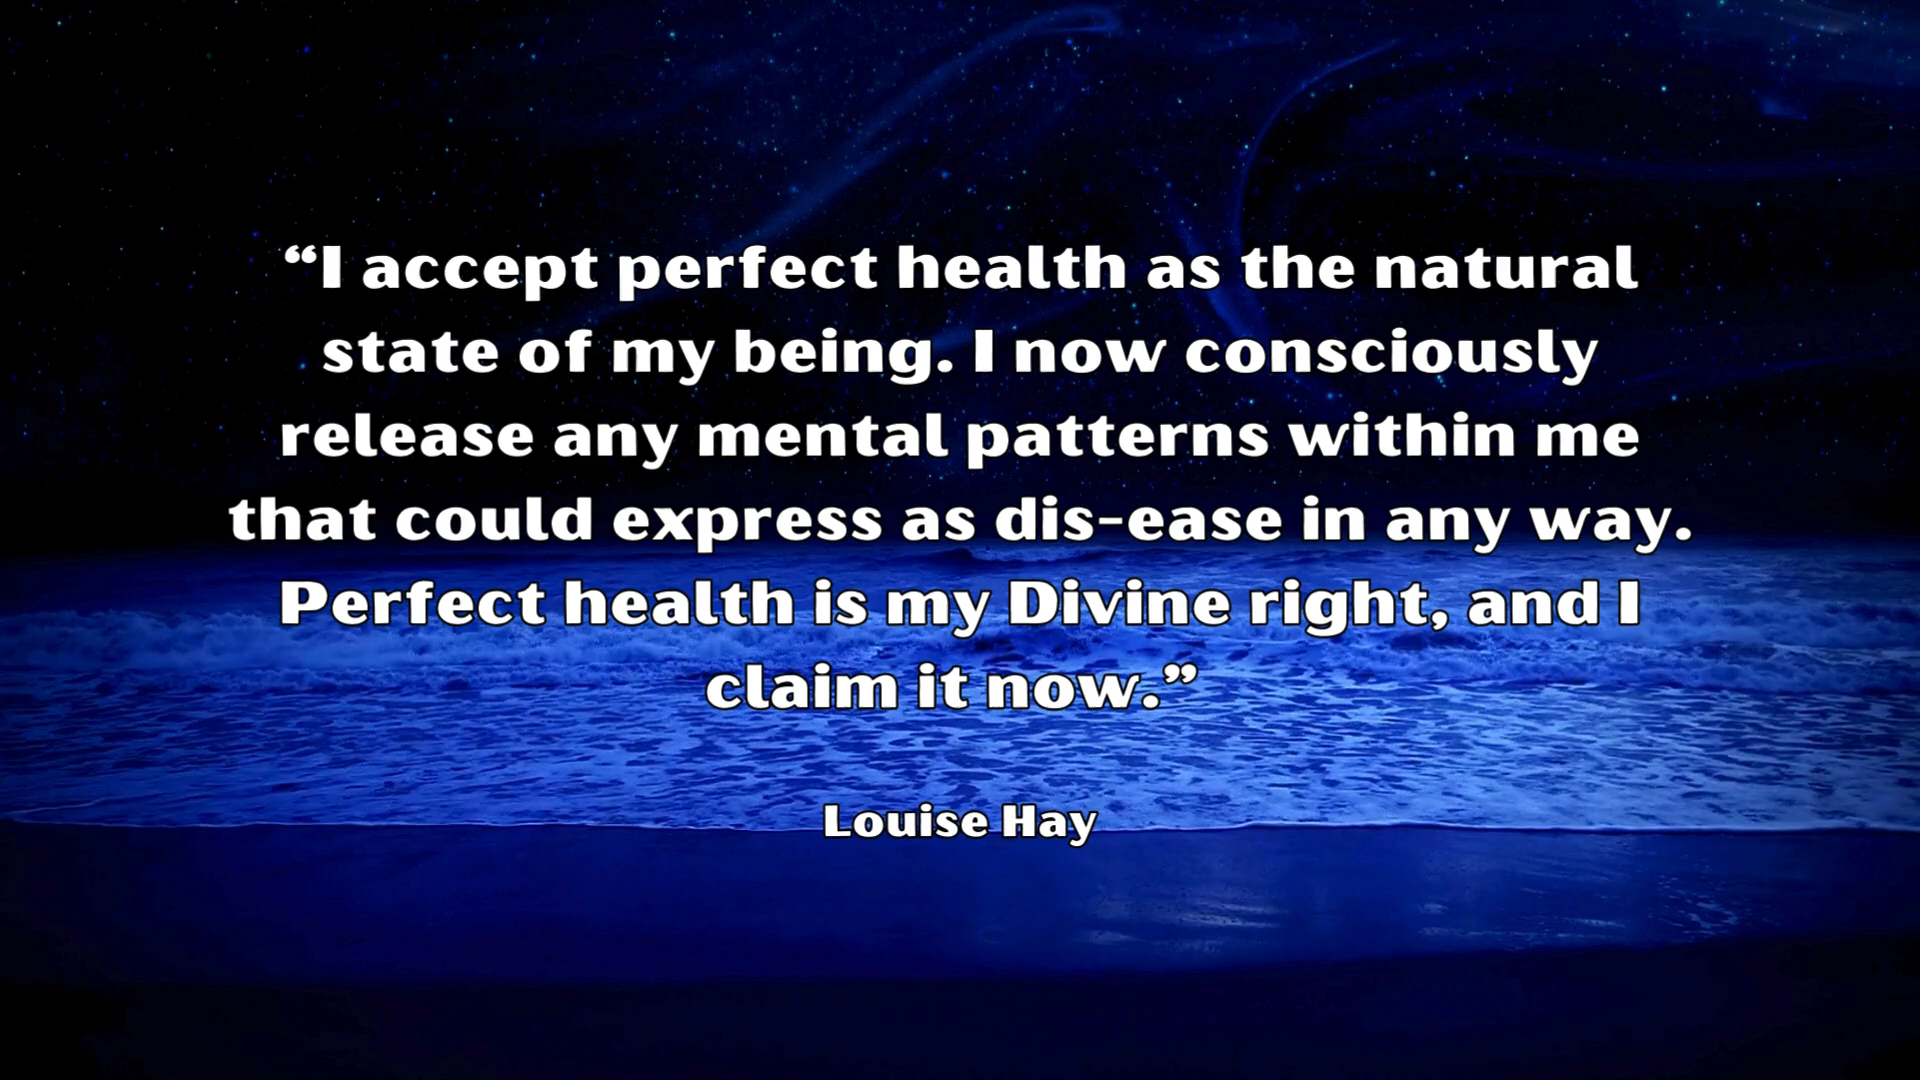 “I accept perfect health as the natural
state of my being. I now consciously
release any mental patterns within me
that could express as dis-ease in any way.
Perfect health is my Divine right, and I
claim it now.”
Louise Hay